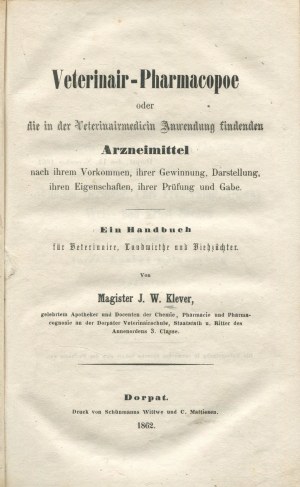 Veterinair-Pharmacopoe
oder
die in der Veterinairmedicin Anwendung findenden
Arzneimittel
nach ihrem Vorkommen, ihrer Gewinnung, Darstellung,
ihren Eigenschaften, ihrer Prüfung und Gabe.
Ein Handbuch
für Veterinaire, Landwirthe und Viehzüchter.
Von
Magister J. W. Klever,
gelehrtem Apotheker und Docenten der Chemie, Pharmacie und Pharma-
cognosie an der Dorpater Veterinairschule, Staatsrath u. Ritter des
Annenordens 3. Classe.
Dorpat.
Druck von Schünmanns Wittwe und C. Mattiesen.
1862.